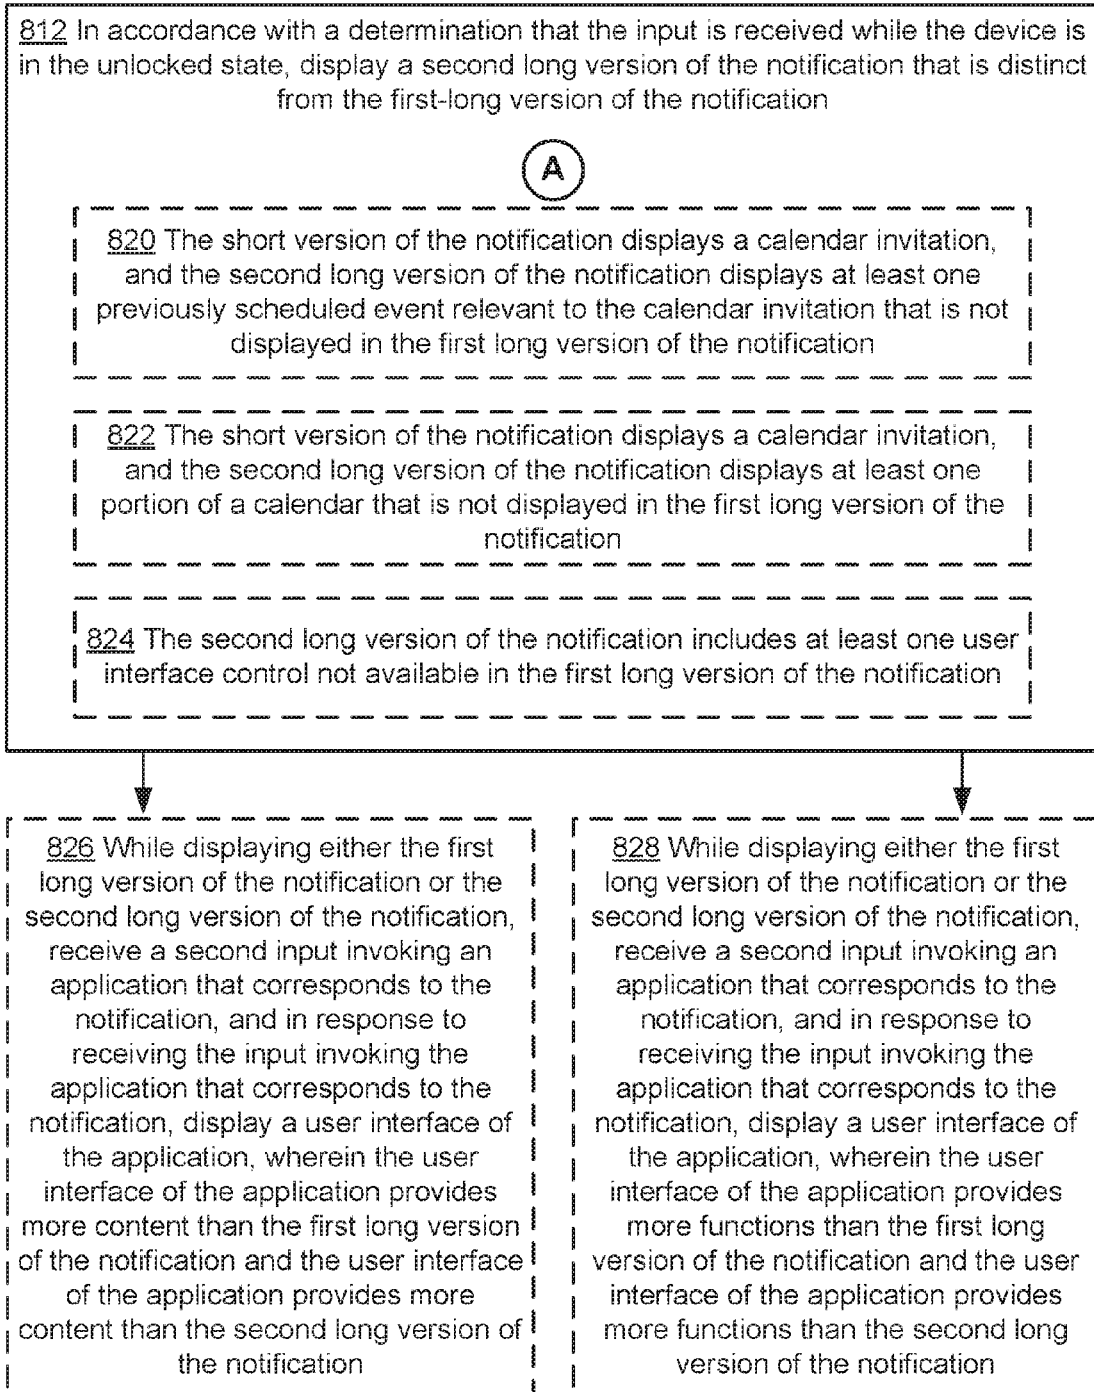 812 In accordance with a determination that the input is received while the device is
in the unlocked state, display a second long version of the notification that is distinct
from the first-long version of the notification
A
820 The short version of the notification displays a calendar invitation,
and the second long version of the notification displays at least one
previously scheduled event relevant to the calendar invitation that is not
displayed in the first long version of the notification
822 The short version of the notification displays a calendar invitation,
and the second long version of the notification displays at least one
portion of a calendar that is not displayed in the first long version of the
notification
824 The second long version of the notification includes at least one user
interface control not available in the first long version of the notification
826 While displaying either the first
long version of the notification or the
second long version of the notification,
receive a second input invoking an
application that corresponds to the
notification, and in response to
receiving the input invoking the
application that corresponds to the
notification, display a user interface of
the application, wherein the user
interface of the application provides
more content than the first long version
of the notification and the user interface
of the application provides more
content than the second long version of
the notification
828 While displaying either the first
long version of the notification or the
second long version of the notification,
receive a second input invoking an
application that corresponds to the
notification, and in response to
receiving the input invoking the
application that corresponds to the
notification, display a user interface of
the application, wherein the user
interface of the application provides
more functions than the first long
version of the notification and the user
interface of the application provides
more functions than the second long
version of the notification